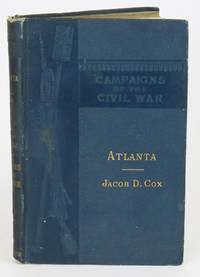 CAMPAIGNS
OF THE
CIVIL WAR
ATLANTA
JACOB D. COX